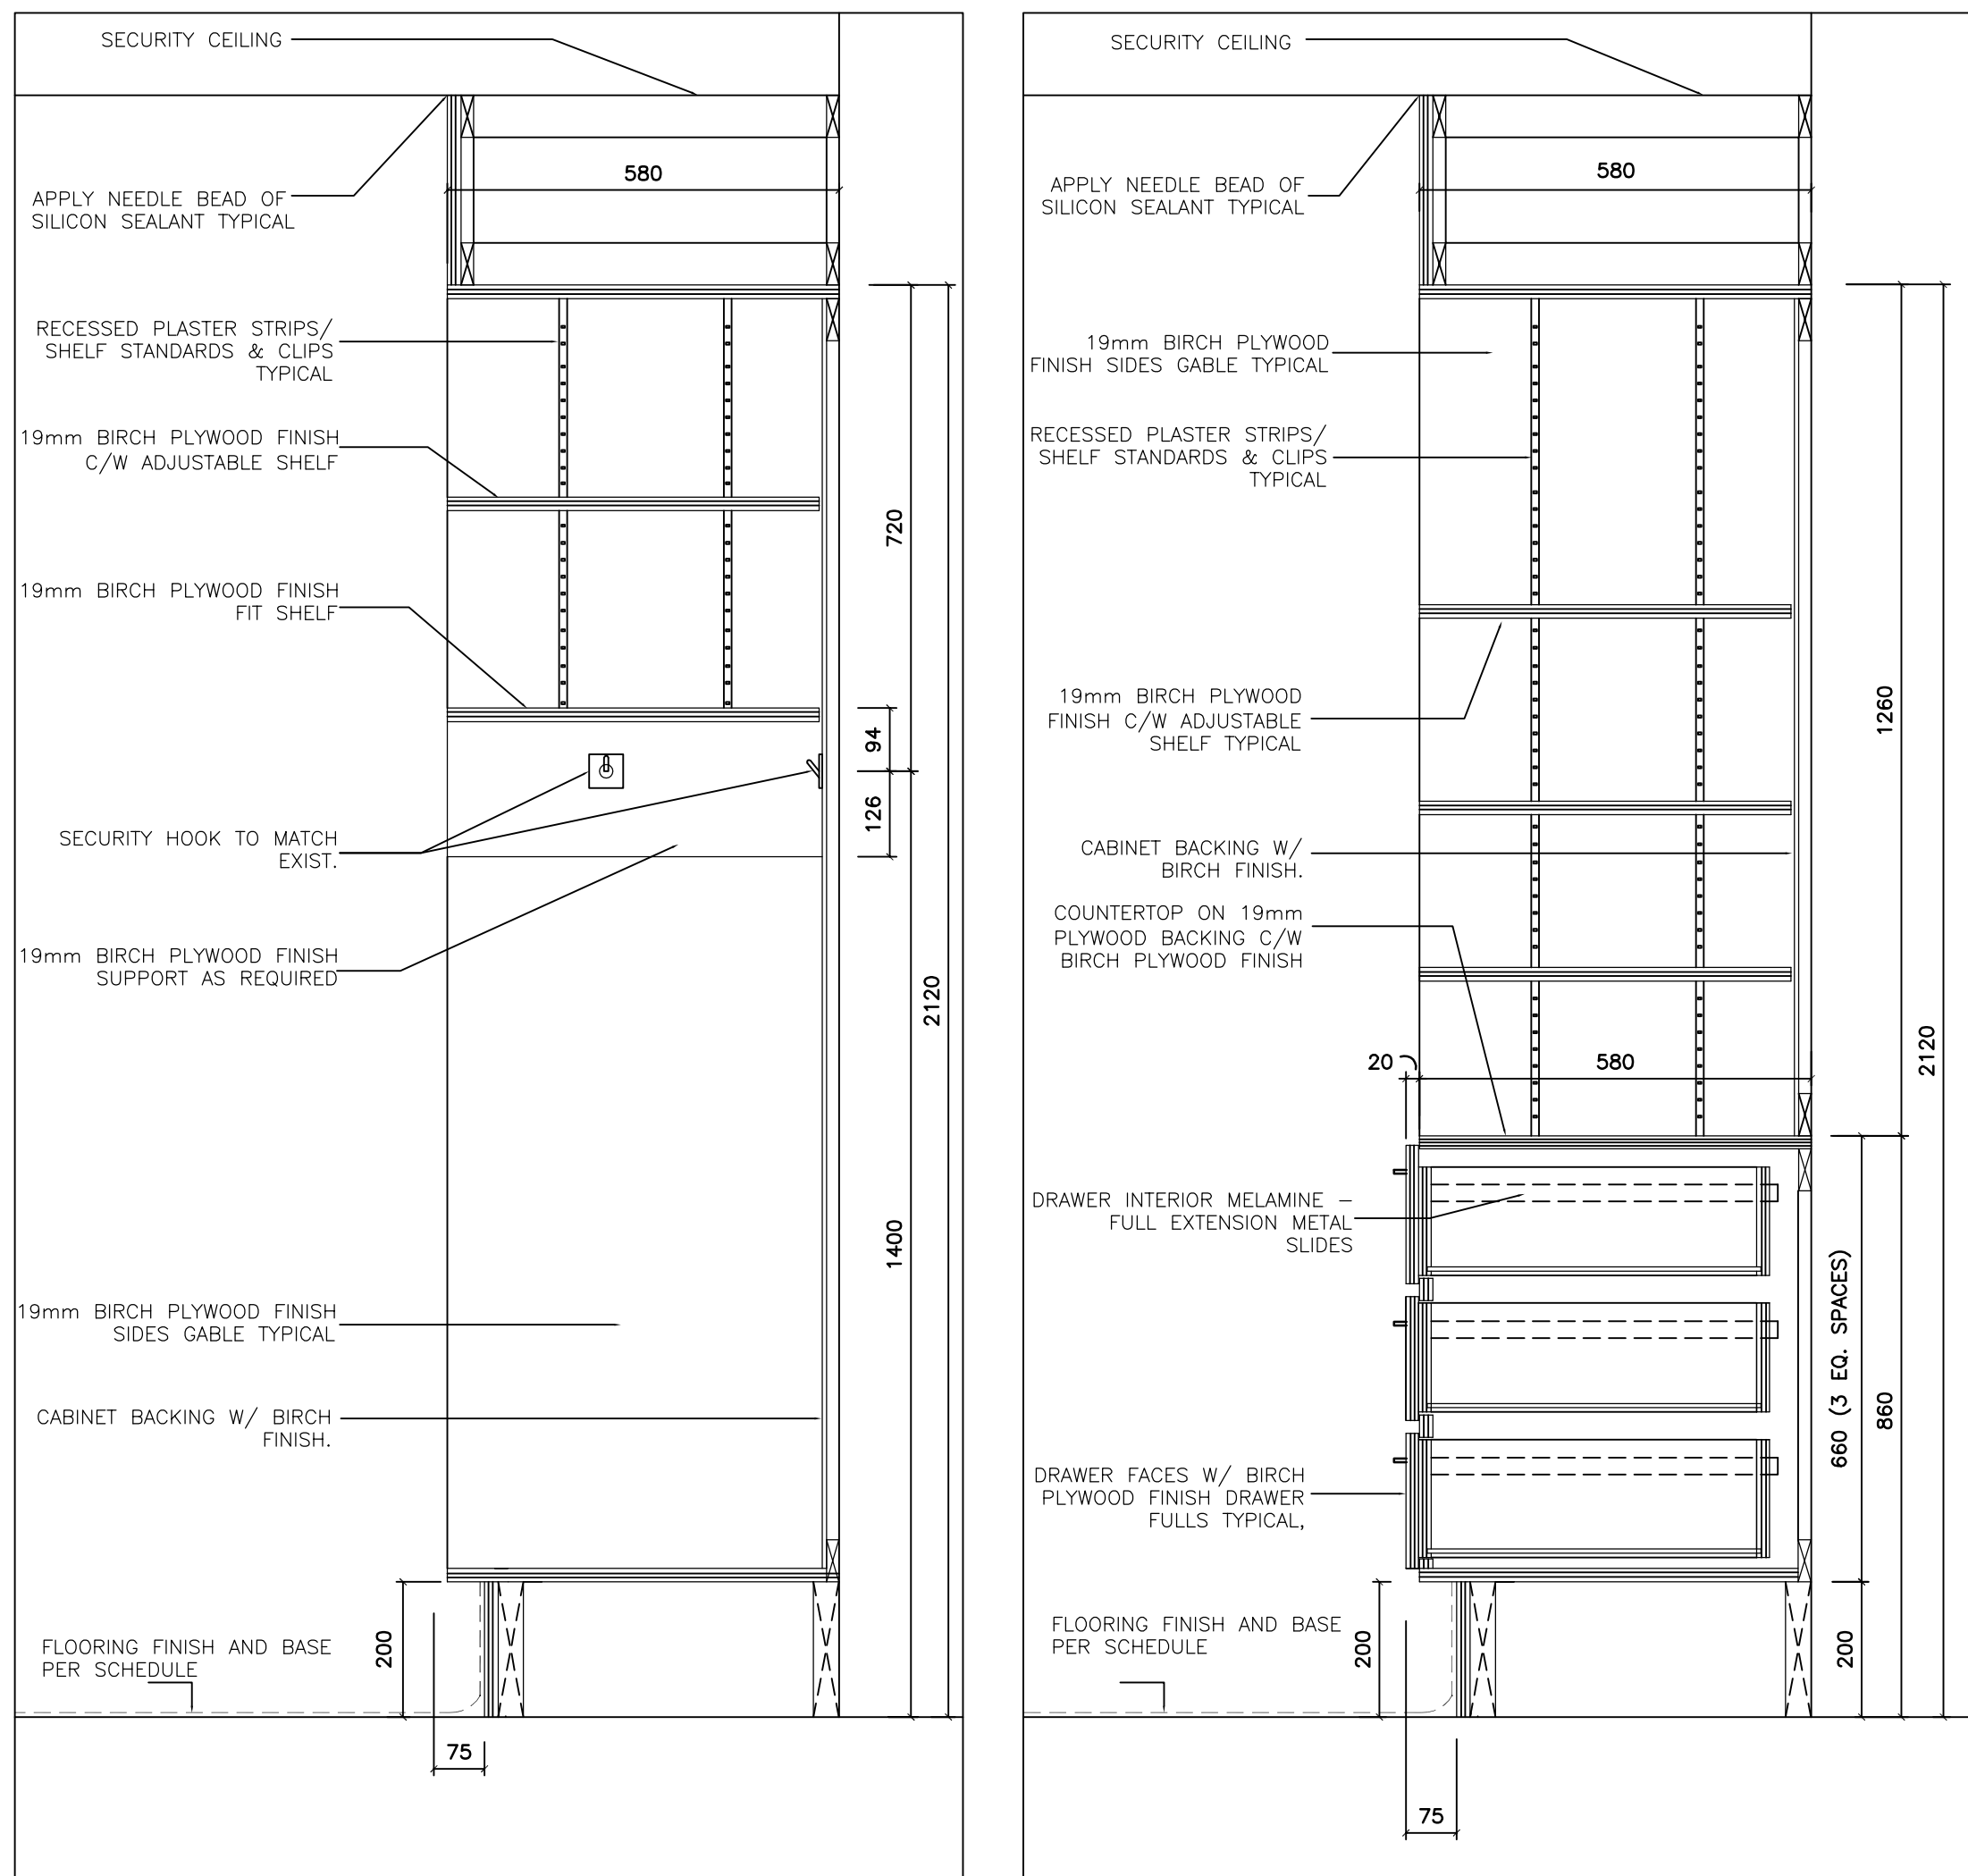 SECURITY CEILING
580
APPLY NEEDLE BEAD OF
SILICON SEALANT TYPICAL
RECESSED PLASTER STRIPS/
SHELF STANDARDS & CLIPS
TYPICAL
19mm BIRCH PLYWOOD FINISH
C/W ADJUSTABLE SHELF
720
19mm BIRCH PLYWOOD FINISH
FIT SHELF
94
126
SECURITY HOOK TO MATCH
EXIST.
19mm BIRCH PLYWOOD FINISH
SUPPORT AS REQUIRED
2120
1400
19mm BIRCH PLYWOOD FINISH
SIDES GABLE TYPICAL
CABINET BACKING W/ BIRCH
FINISH.
FLOORING FINISH AND BASE
PER SCHEDULE
200
75
SECURITY CEILING
580
APPLY NEEDLE BEAD OF
SILICON SEALANT TYPICAL
19mm BIRCH PLYWOOD
FINISH SIDES GABLE TYPICAL
RECESSED PLASTER STRIPS/
SHELF STANDARDS & CLIPS
TYPICAL
19mm BIRCH PLYWOOD
FINISH C/W ADJUSTABLE
SHELF TYPICAL
1260
CABINET BACKING W/
BIRCH FINISH.
COUNTERTOP ON 19mm
PLYWOOD BACKING C/W
BIRCH PLYWOOD FINISH
20
580
2120
DRAWER INTERIOR MELAMINE –
FULL EXTENSION METAL
SLIDES
660 (3 EQ. SPACES)
860
DRAWER FACES W/ BIRCH
PLYWOOD FINISH DRAWER
FULLS TYPICAL,
FLOORING FINISH AND BASE
PER SCHEDULE
200
200
75